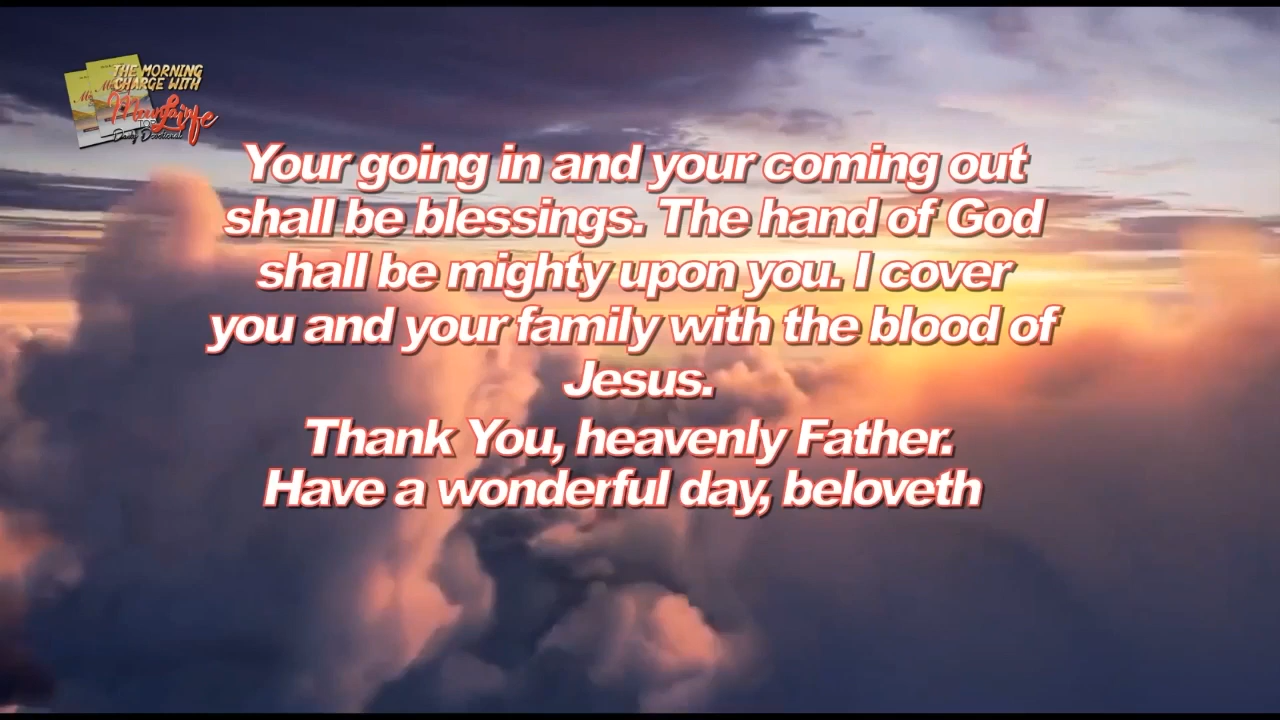 THE MORNING
CHARGE WITH
Daily Devotional
Your going in and your coming out
shall be blessings. The hand of God
shall be mighty upon you. I cover
you and your family with the blood of
Jesus.
Thank You, heavenly Father.
Have a wonderful day, beloveth